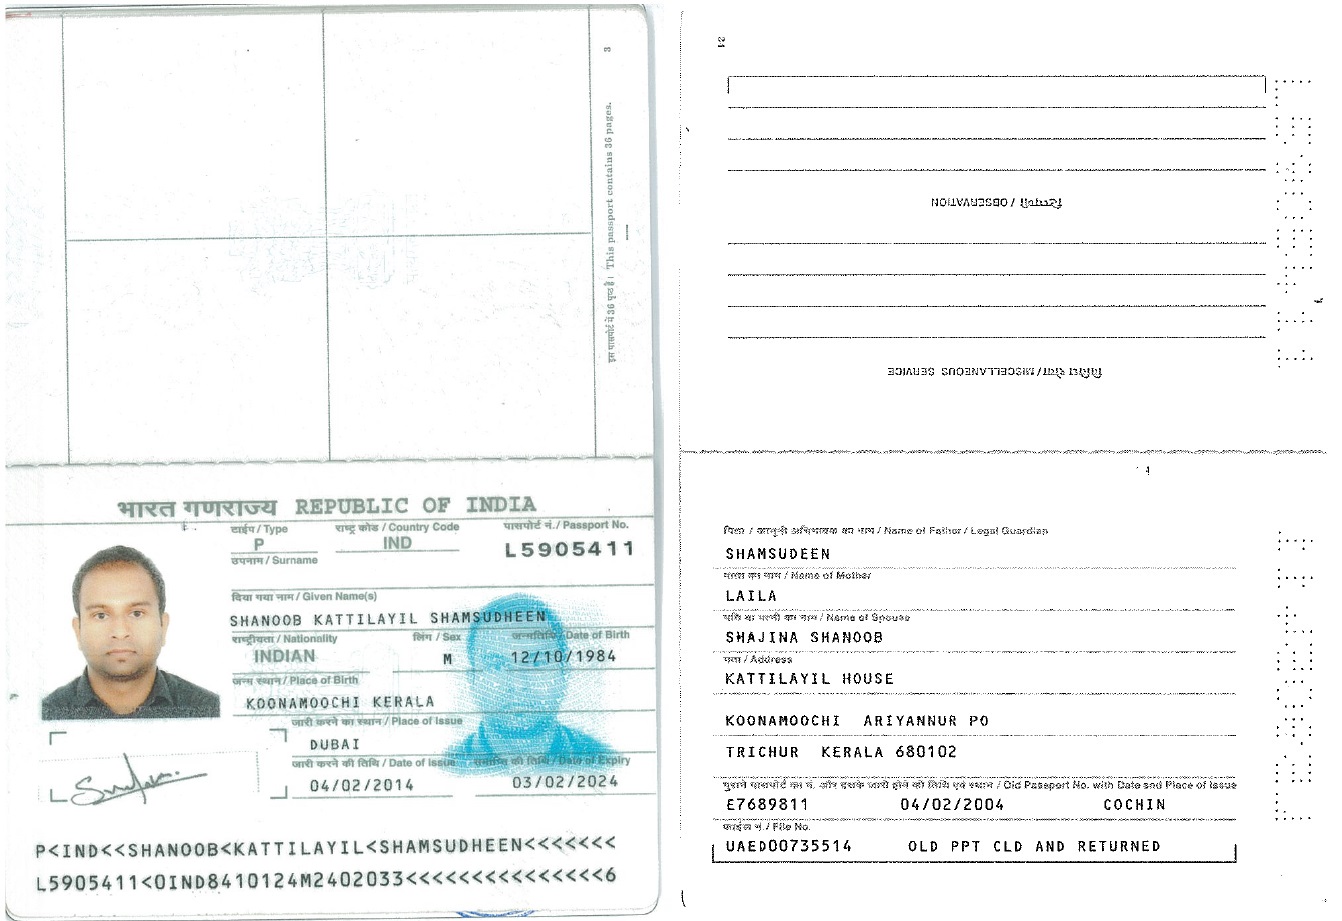 3
इस पासपोर्ट में 36 पृष्ठ हैं। This passport contains 36 pages.
भारत गणराज्य REPUBLIC OF INDIA
टाईप / Type
राष्ट्र कोड / Country Code
पासपोर्ट नं. / Passport No.
P
IND
L5905411
उपनाम / Surname
दिया गया नाम / Given Name(s)
SHANOOB KATTILAYIL SHAMSUDHEEN
राष्ट्रीयता / Nationality
लिंग / Sex
जन्मतिथि / Date of Birth
INDIAN
M
12/10/1984
जन्म स्थान / Place of Birth
KOONAMOOCHI KERALA
जारी करने का स्थान / Place of Issue
DUBAI
जारी करने की तिथि / Date of Issue
समाप्ति की तिथि / Date of Expiry
04/02/2014
03/02/2024
P<IND<<SHANOOB<KATTILAYIL<SHAMSUDHEEN<<<<<<<
L5905411<0IND8410124M2402033<<<<<<<<<<<<<<<6
टिप्पणी / OBSERVATION
विविध सेवा / MISCELLANEOUS SERVICE
4
पिता / कानूनी अभिभावक का नाम / Name of Father / Legal Guardian
SHAMSUDEEN
माता का नाम / Name of Mother
LAILA
पति या पत्नी का नाम / Name of Spouse
SHAJINA SHANOOB
पता / Address
KATTILAYIL HOUSE
KOONAMOOCHI ARIYANNUR PO
TRICHUR KERALA 680102
पुराने पासपोर्ट का नं. और इसके जारी होने की तिथि एवं स्थान / Old Passport No. with Date and Place of Issue
E7689811 04/02/2004 COCHIN
फाईल नं. / File No.
UAED00735514 OLD PPT CLD AND RETURNED